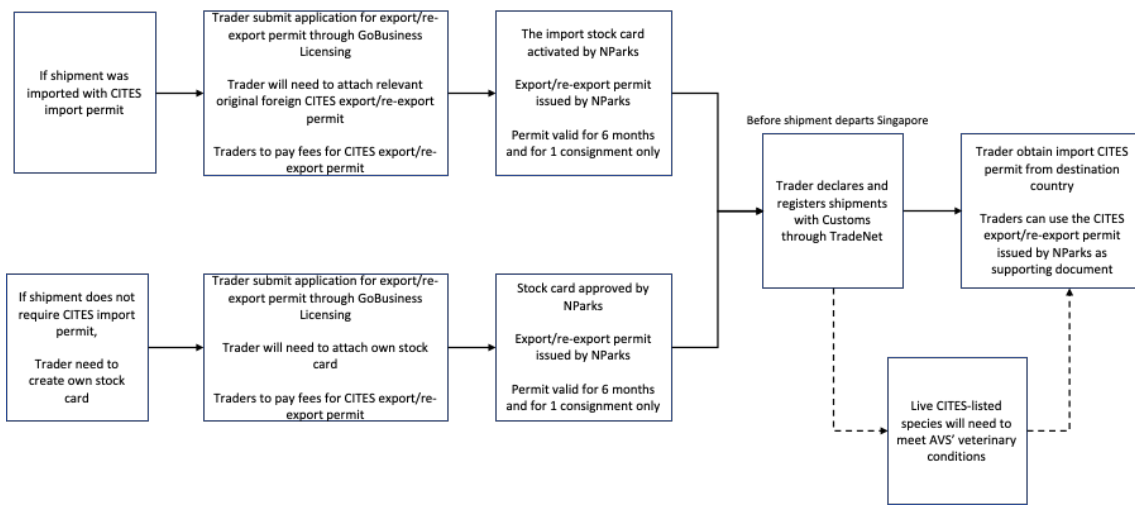 If shipment was
imported with CITES
import permit
Trader submit application for export/re-
export permit through GoBusiness
Licensing
Trader will need to attach relevant
original foreign CITES export/re-export
permit
Traders to pay fees for CITES export/re-
export permit
The import stock card
activated by NParks
Export/re-export permit
issued by NParks
Permit valid for 6 months
and for 1 consignment only
If shipment does not
require CITES import
permit,
Trader need to
create own stock
card
Trader submit application for export/re-
export permit through GoBusiness
Licensing
Trader will need to attach own stock
card
Traders to pay fees for CITES export/re-
export permit
Stock card approved by
NParks
Export/re-export permit
issued by NParks
Permit valid for 6 months
and for 1 consignment only
Before shipment departs Singapore
Trader declares and
registers shipments
with Customs
through TradeNet
Trader obtain import CITES
permit from destination
country
Traders can use the CITES
export/re-export permit
issued by NParks as
supporting document
Live CITES-listed
species will need to
meet AVS' veterinary
conditions